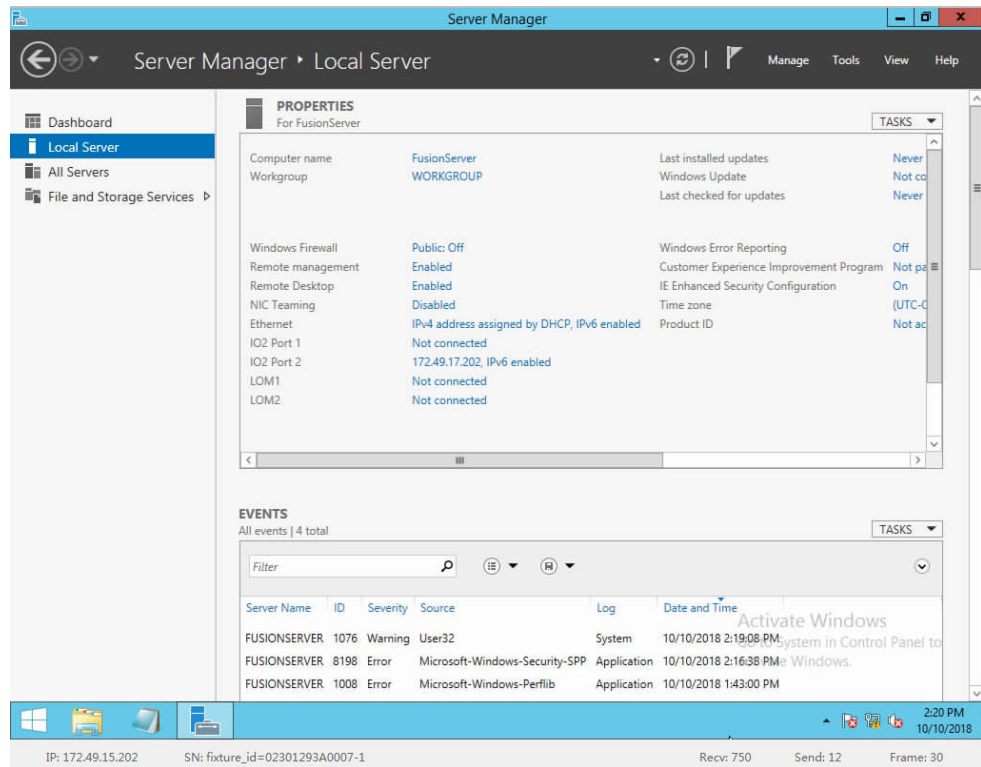 Server Manager
Server Manager • Local Server
Manage Tools View Help
Dashboard
Local Server
All Servers
File and Storage Services
PROPERTIES
For FusionServer
TASKS
Computer name FusionServer Last installed updates Never
Workgroup WORKGROUP Windows Update Not co
Last checked for updates Never
Windows Firewall Public: Off Windows Error Reporting Off
Remote management Enabled Customer Experience Improvement Program Not pa
Remote Desktop Enabled IE Enhanced Security Configuration On
NIC Teaming Disabled Time zone (UTC-0
Ethernet IPv4 address assigned by DHCP, IPv6 enabled Product ID Not ac
IO2 Port 1 Not connected
IO2 Port 2 172.49.17.202, IPv6 enabled
LOM1 Not connected
LOM2 Not connected
EVENTS
All events | 4 total
TASKS
Filter
Server Name ID Severity Source Log Date and Time
Activate Windows
FUSIONSERVER 1076 Warning User32 System 10/10/2018 2:19:08 PM
System in Control Panel to
FUSIONSERVER 8198 Error Microsoft-Windows-Security-SPP Application 10/10/2018 2:16:38 PM
Windows.
FUSIONSERVER 1008 Error Microsoft-Windows-Perflib Application 10/10/2018 1:43:00 PM
2:20 PM
10/10/2018
IP: 172.49.15.202 SN: fixture_id=02301293A0007-1 Recv: 750 Send: 12 Frame: 30